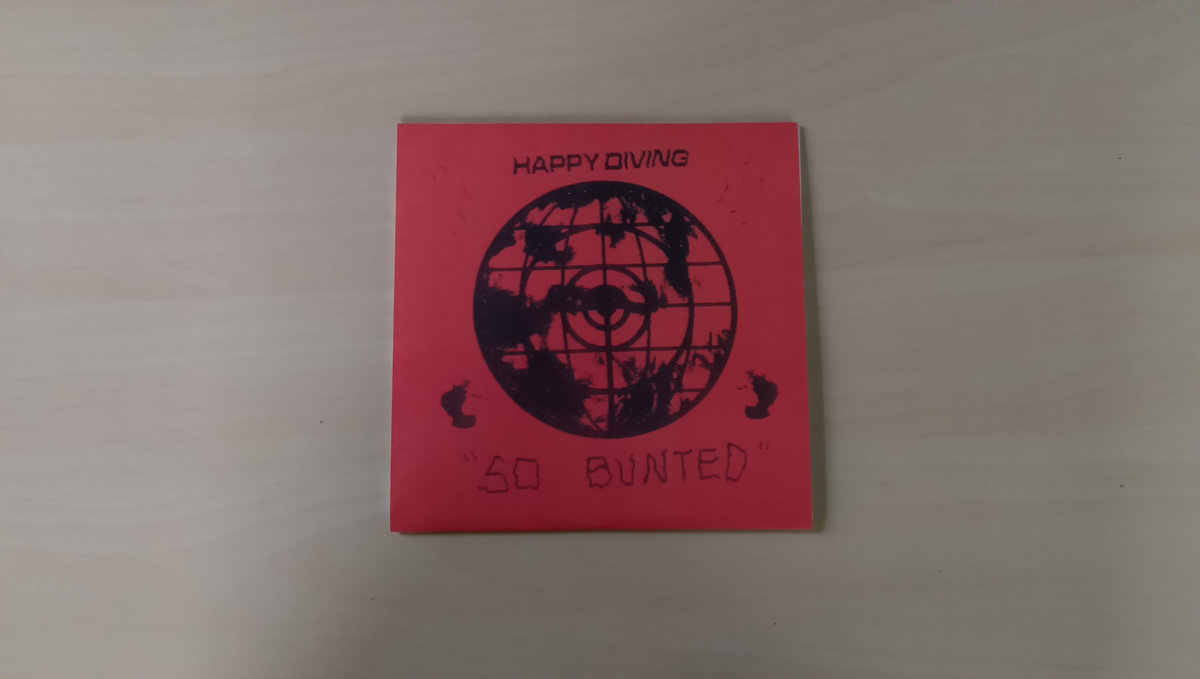 HAPPY DIVING
"SO BUNTED"